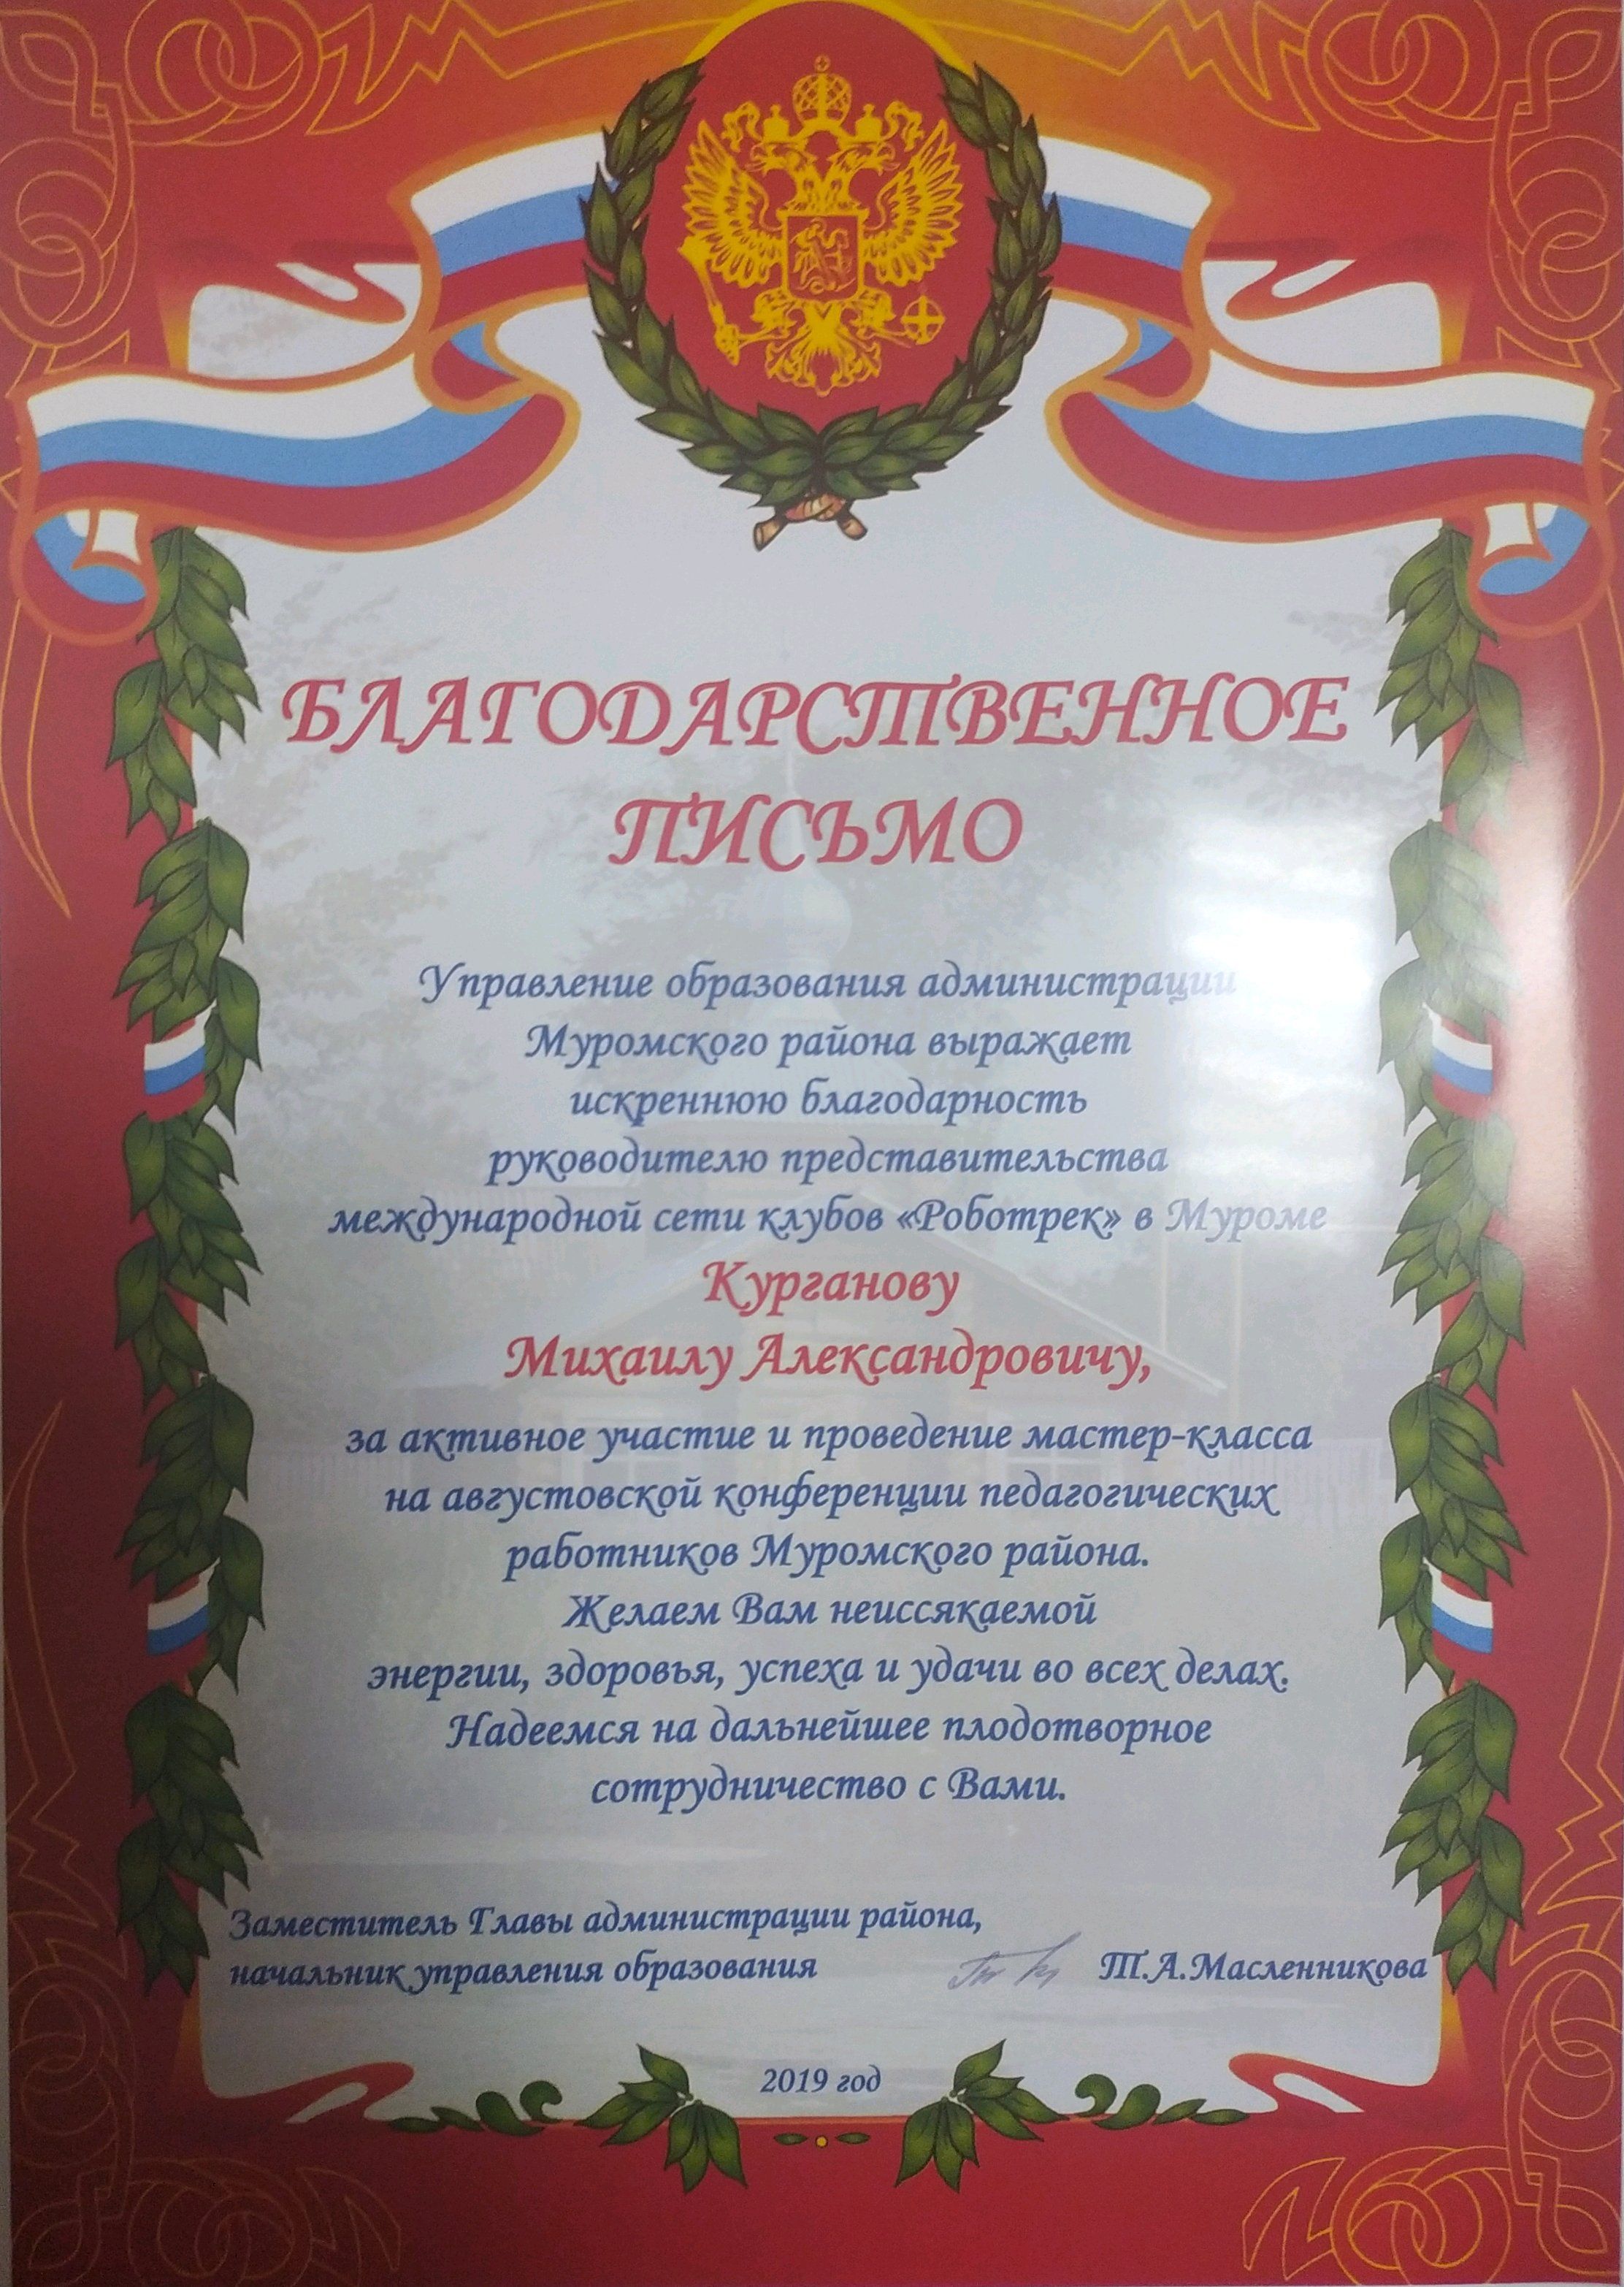 БЛАГОДАРСТВЕННОЕ
ПИСЬМО
Управление образования администрации
Муромского района выражает
искреннюю благодарность
руководителю представительства
международной сети клубов «Роботрек» в Муроме
Курганову
Михаилу Александровичу,
за активное участие и проведение мастер-класса
на августовской конференции педагогических
работников Муромского района.
Желаем Вам неиссякаемой
энергии, здоровья, успеха и удачи во всех делах.
Надеемся на дальнейшее плодотворное
сотрудничество с Вами.
Заместитель Главы администрации района,
начальник управления образования Т.А.Масленникова
2019 год